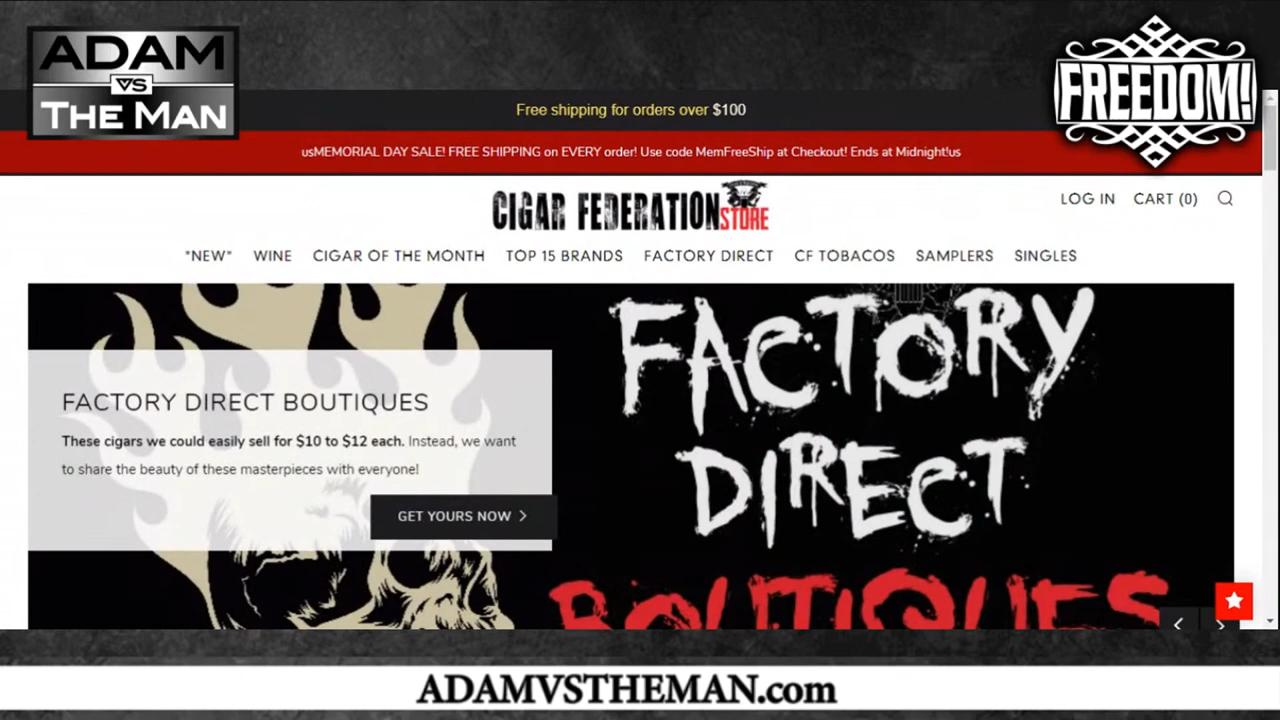 ADAM
VS
THE MAN
FREEDOM!
Free shipping for orders over $100
usMEMORIAL DAY SALE! FREE SHIPPING on EVERY order! Use code MemFreeShip at Checkout! Ends at Midnight!us
CIGAR FEDERATION STORE
LOG IN CART (0)
*NEW* WINE CIGAR OF THE MONTH TOP 15 BRANDS FACTORY DIRECT CF TOBACOS SAMPLERS SINGLES
FACTORY DIRECT BOUTIQUES
These cigars we could easily sell for $10 to $12 each. Instead, we want
to share the beauty of these masterpieces with everyone!
GET YOURS NOW
FACTORY
DIRECT
BOUTIQUES
ADAMVSTHEMAN.com